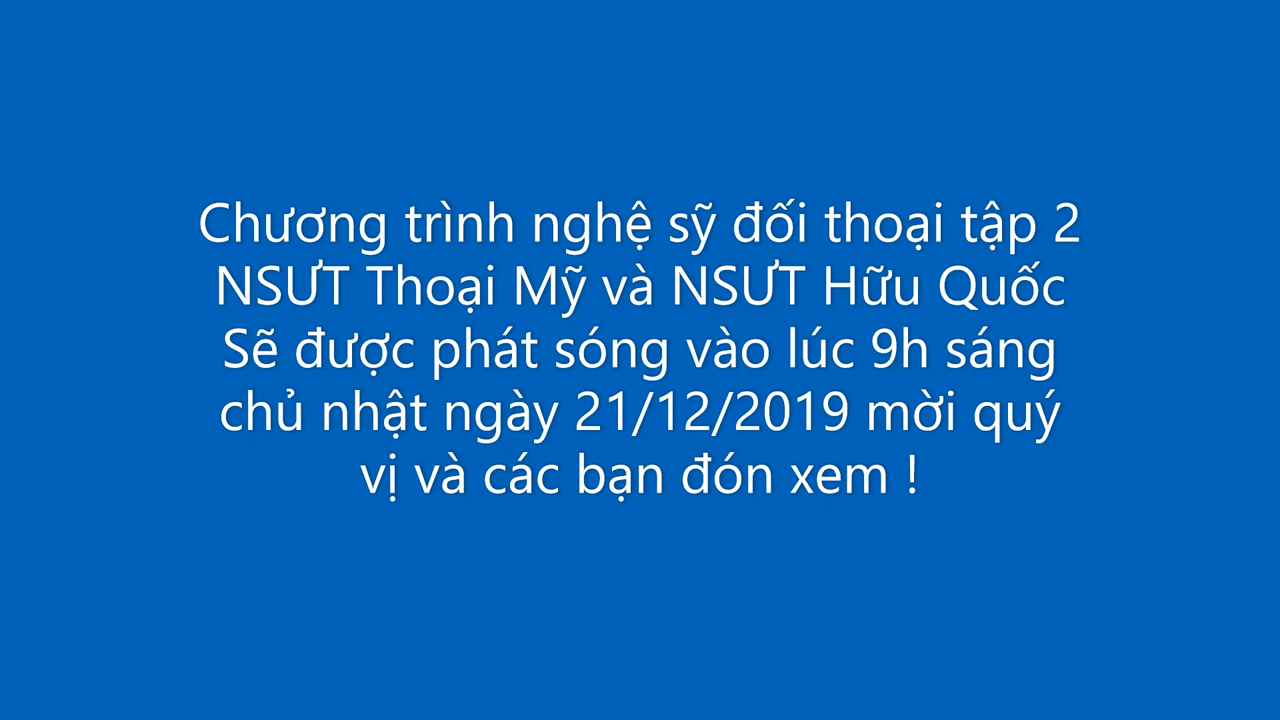 Chương trình nghệ sỹ đối thoại tập 2
NSƯT Thoại Mỹ và NSƯT Hữu Quốc
Sẽ được phát sóng vào lúc 9h sáng
chủ nhật ngày 21/12/2019 mời quý
vị và các bạn đón xem !